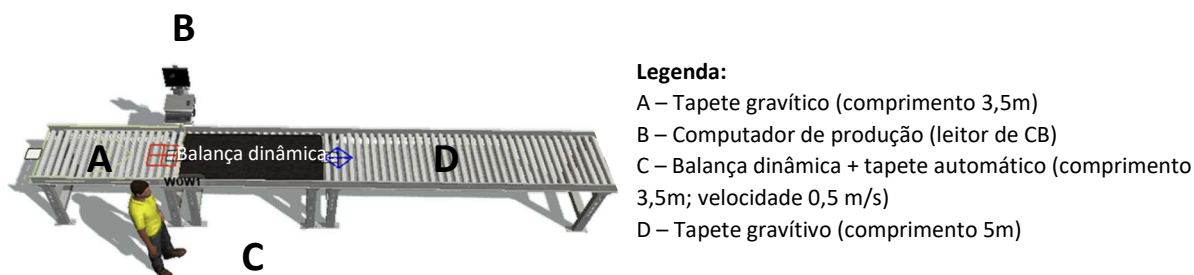 B
Legenda:
A – Tapete gravítico (comprimento 3,5m)
B – Computador de produção (leitor de CB)
C – Balança dinâmica + tapete automático (comprimento
3,5m; velocidade 0,5 m/s)
D – Tapete gravítivo (comprimento 5m)
A
Balança dinâmica
D
W0W1
C